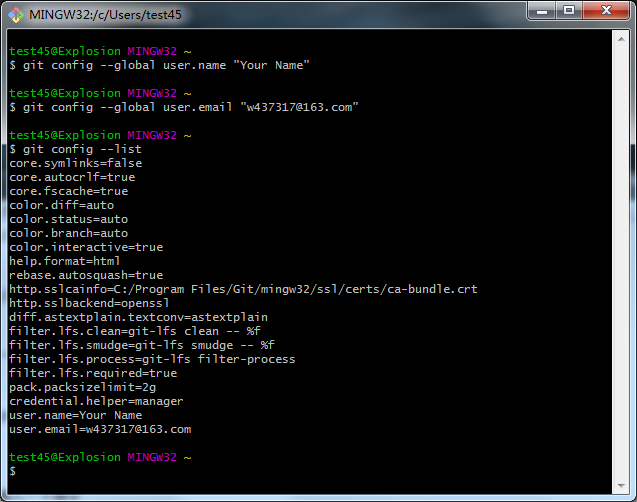 MINGW32:/c/Users/test45
test45@Explosion MINGW32 ~
$ git config --global user.name "Your Name"
test45@Explosion MINGW32 ~
$ git config --global user.email "w437317@163.com"
test45@Explosion MINGW32 ~
$ git config --list
core.symlinks=false
core.autocrlf=true
core.fscache=true
color.diff=auto
color.status=auto
color.branch=auto
color.interactive=true
help.format=html
rebase.autosquash=true
http.sslcainfo=C:/Program Files/Git/mingw32/ssl/certs/ca-bundle.crt
http.sslbackend=openssl
diff.astextplain.textconv=astextplain
filter.lfs.clean=git-lfs clean -- %f
filter.lfs.smudge=git-lfs smudge -- %f
filter.lfs.process=git-lfs filter-process
filter.lfs.required=true
pack.packsizelimit=2g
credential.helper=manager
user.name=Your Name
user.email=w437317@163.com
test45@Explosion MINGW32 ~
$